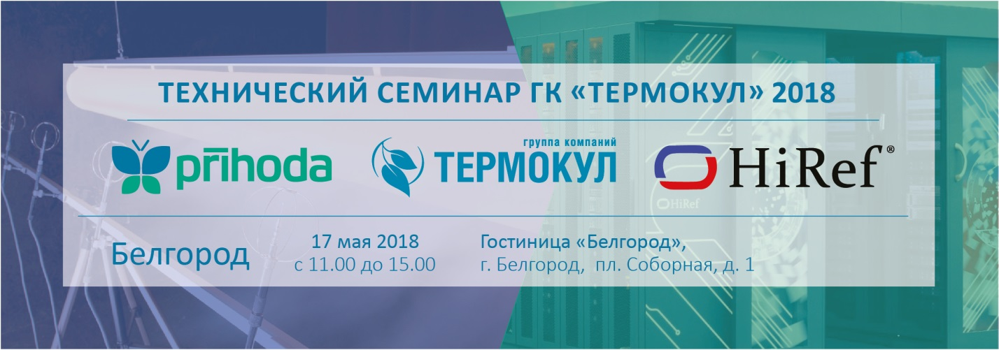 ТЕХНИЧЕСКИЙ СЕМИНАР ГК «ТЕРМОКУЛ» 2018
příhoda
группа компаний
ТЕРМОКУЛ
HiRef®
HiRef
Белгород
17 мая 2018
с 11.00 до 15.00
Гостиница «Белгород»,
г. Белгород, пл. Соборная, д. 1